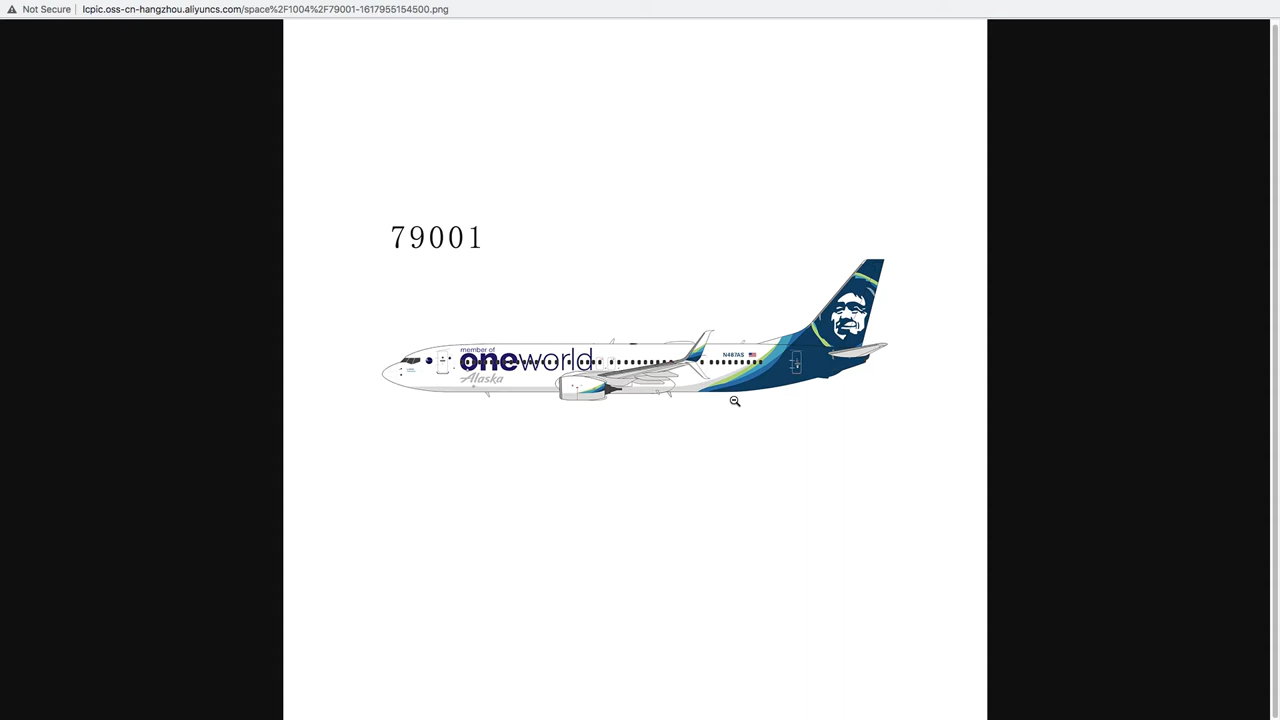 Not Secure
lcpic.oss-cn-hangzhou.aliyuncs.com/space%2F1004%2F79001-1617955154500.png
79001
member of
oneworld
Alaska
N487AS